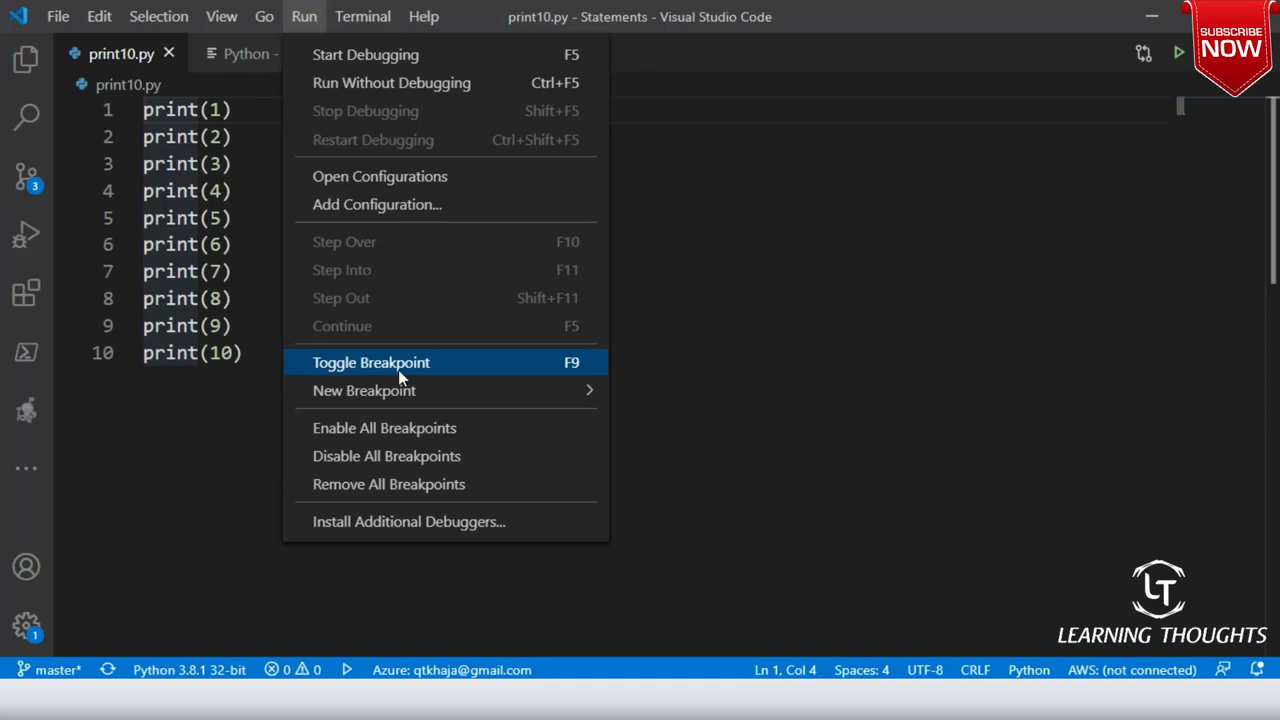 File Edit Selection View Go Run Terminal Help print10.py - Statements - Visual Studio Code
SUBSCRIBE
NOW
print10.py Python -
print10.py
1 print(1)
2 print(2)
3 print(3)
4 print(4)
5 print(5)
6 print(6)
7 print(7)
8 print(8)
9 print(9)
10 print(10)
Start Debugging F5
Run Without Debugging Ctrl+F5
Stop Debugging Shift+F5
Restart Debugging Ctrl+Shift+F5
Open Configurations
Add Configuration...
Step Over F10
Step Into F11
Step Out Shift+F11
Continue F5
Toggle Breakpoint F9
New Breakpoint
Enable All Breakpoints
Disable All Breakpoints
Remove All Breakpoints
Install Additional Debuggers...
3
1
LT
LEARNING THOUGHTS
master* Python 3.8.1 32-bit 0 0 Azure: qtkhaja@gmail.com Ln 1, Col 4 Spaces: 4 UTF-8 CRLF Python AWS: (not connected)